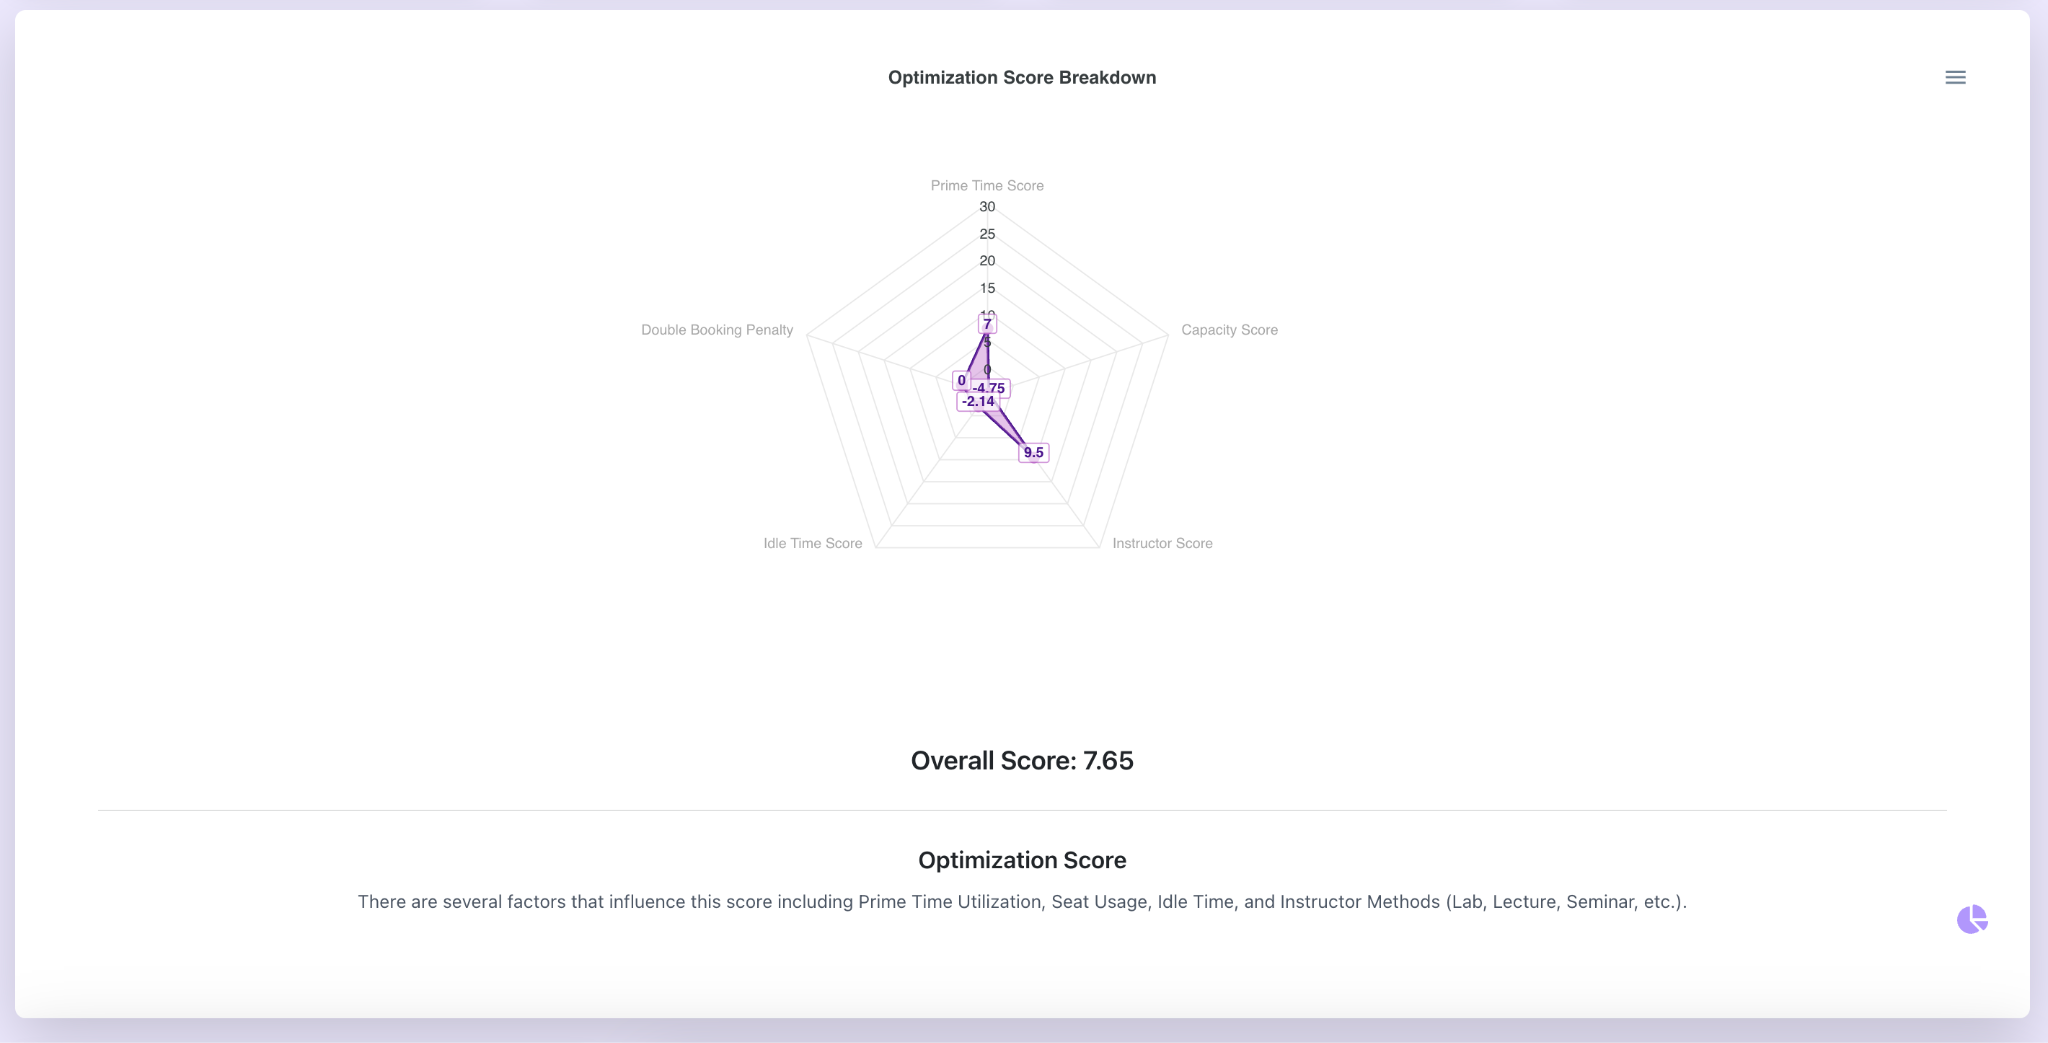 Optimization Score Breakdown
Prime Time Score
30
25
20
15
10
7
5
Double Booking Penalty
Capacity Score
0
0
-4.75
-2.14
9.5
Idle Time Score
Instructor Score
Overall Score: 7.65
Optimization Score
There are several factors that influence this score including Prime Time Utilization, Seat Usage, Idle Time, and Instructor Methods (Lab, Lecture, Seminar, etc.).